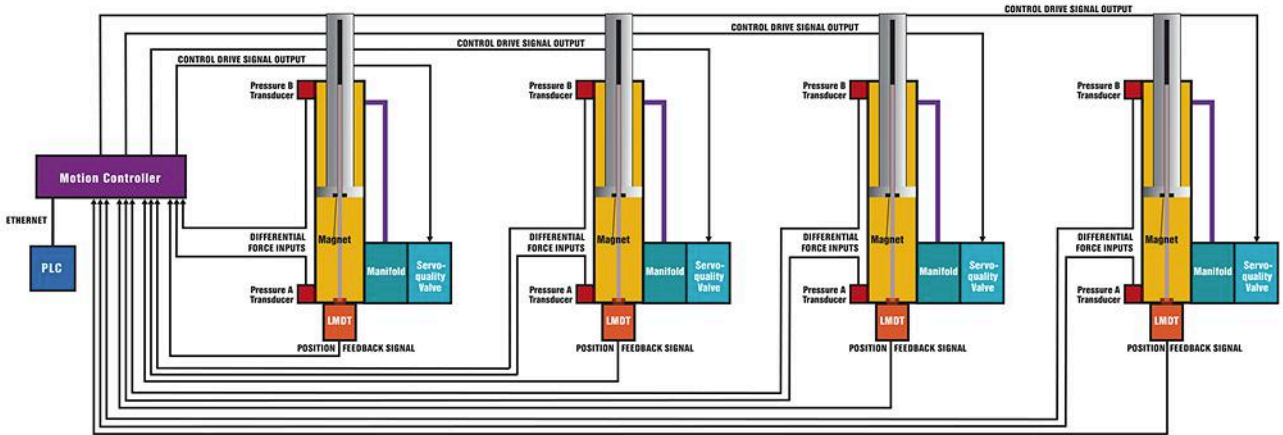 CONTROL DRIVE SIGNAL OUTPUT
CONTROL DRIVE SIGNAL OUTPUT
CONTROL DRIVE SIGNAL OUTPUT
CONTROL DRIVE SIGNAL OUTPUT
Pressure B
Transducer
Pressure B
Transducer
Pressure B
Transducer
Pressure B
Transducer
Motion Controller
ETHERNET
PLC
DIFFERENTIAL
FORCE INPUTS
Magnet
Manifold
Servo-
quality
Valve
Pressure A
Transducer
LMDT
POSITION FEEDBACK SIGNAL
DIFFERENTIAL
FORCE INPUTS
Magnet
Manifold
Servo-
quality
Valve
Pressure A
Transducer
LMDT
POSITION FEEDBACK SIGNAL
DIFFERENTIAL
FORCE INPUTS
Magnet
Manifold
Servo-
quality
Valve
Pressure A
Transducer
LMDT
POSITION FEEDBACK SIGNAL
DIFFERENTIAL
FORCE INPUTS
Magnet
Manifold
Servo-
quality
Valve
Pressure A
Transducer
LMDT
POSITION FEEDBACK SIGNAL